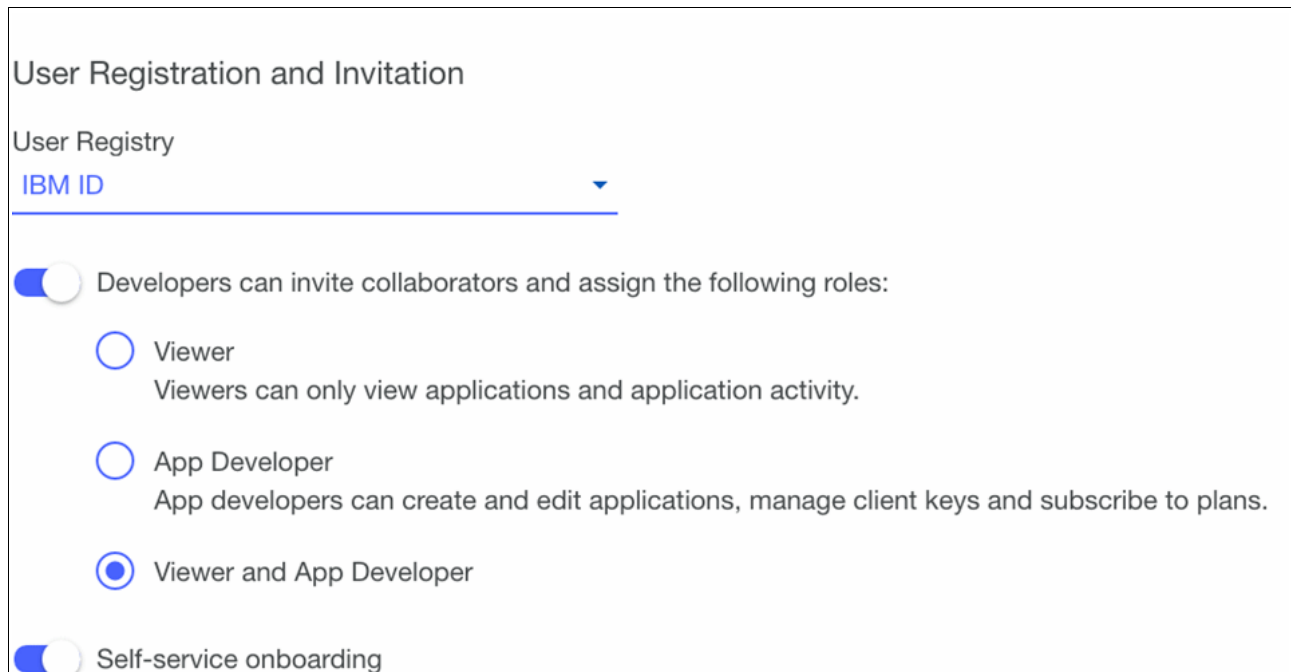 User Registration and Invitation
User Registry
IBM ID
Developers can invite collaborators and assign the following roles:
Viewer
Viewers can only view applications and application activity.
App Developer
App developers can create and edit applications, manage client keys and subscribe to plans.
Viewer and App Developer
Self-service onboarding